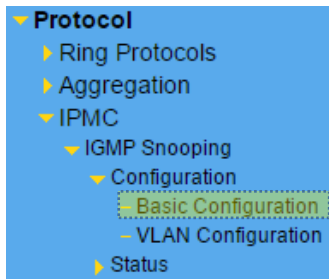 Protocol
Ring Protocols
Aggregation
IPMC
IGMP Snooping
Configuration
Basic Configuration
VLAN Configuration
Status